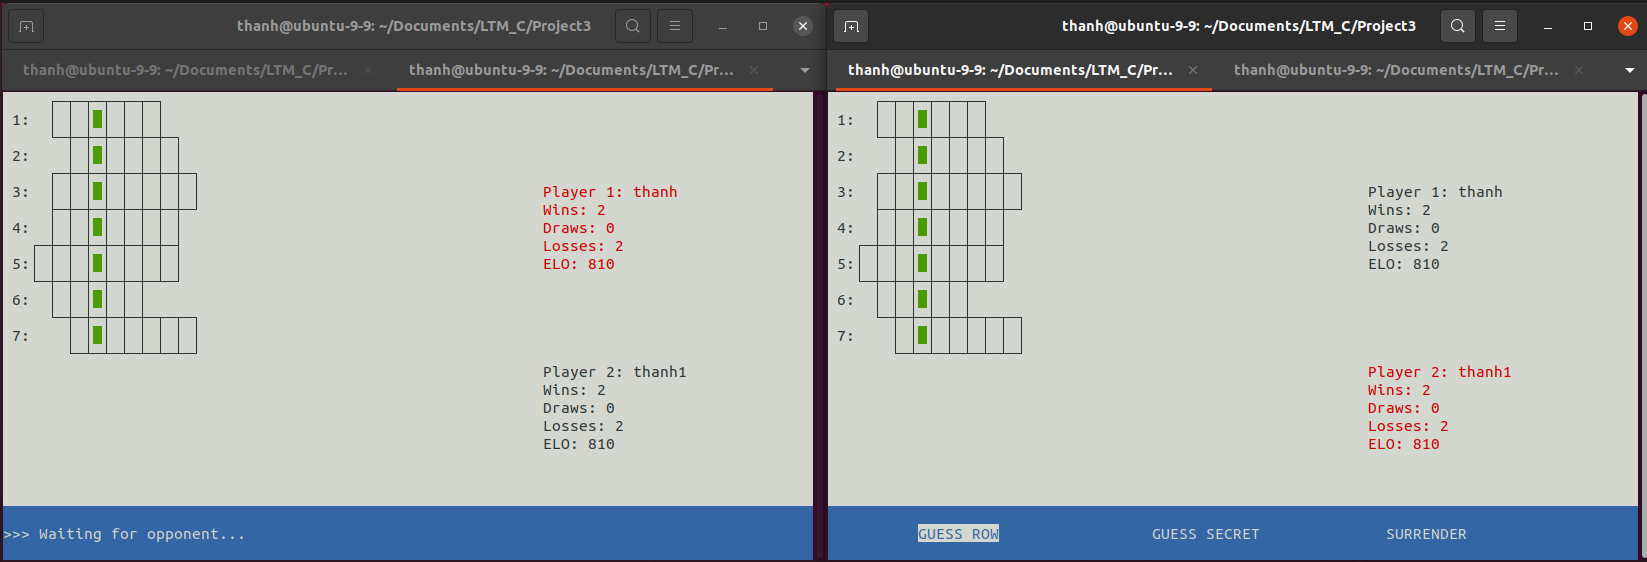 thanh@ubuntu-9-9: ~/Documents/LTM_C/Project3
thanh@ubuntu-9-9: ~/Documents/LTM_C/Pr...
thanh@ubuntu-9-9: ~/Documents/LTM_C/Pr...
1:
2:
3:
4:
5:
6:
7:
Player 1: thanh
Wins: 2
Draws: 0
Losses: 2
ELO: 810
Player 2: thanh1
Wins: 2
Draws: 0
Losses: 2
ELO: 810
>>> Waiting for opponent...
thanh@ubuntu-9-9: ~/Documents/LTM_C/Project3
thanh@ubuntu-9-9: ~/Documents/LTM_C/Pr...
thanh@ubuntu-9-9: ~/Documents/LTM_C/Pr...
1:
2:
3:
4:
5:
6:
7:
Player 1: thanh
Wins: 2
Draws: 0
Losses: 2
ELO: 810
Player 2: thanh1
Wins: 2
Draws: 0
Losses: 2
ELO: 810
GUESS ROW GUESS SECRET SURRENDER